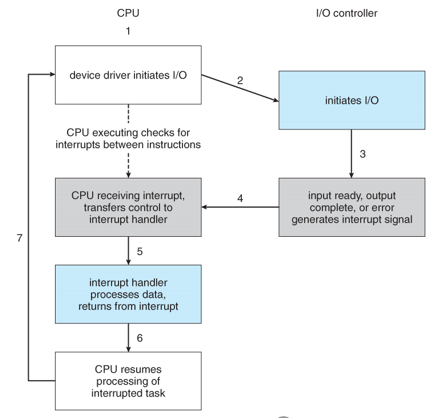 CPU
I/O controller
1
device driver initiates I/O
2
initiates I/O
CPU executing checks for
interrupts between instructions
3
CPU receiving interrupt,
transfers control to
interrupt handler
4
input ready, output
complete, or error
generates interrupt signal
7
5
interrupt handler
processes data,
returns from interrupt
6
CPU resumes
processing of
interrupted task